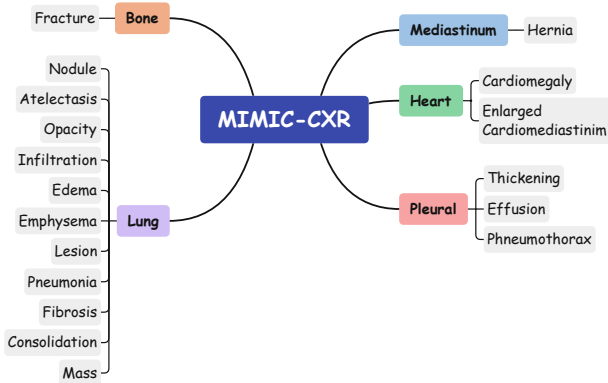 MIMIC-CXR
Bone
Fracture
Lung
Nodule
Atelectasis
Opacity
Infiltration
Edema
Emphysema
Lesion
Pneumonia
Fibrosis
Consolidation
Mass
Mediastinum
Hernia
Heart
Cardiomegaly
Enlarged
Cardiomediastinim
Pleural
Thickening
Effusion
Phneumothorax